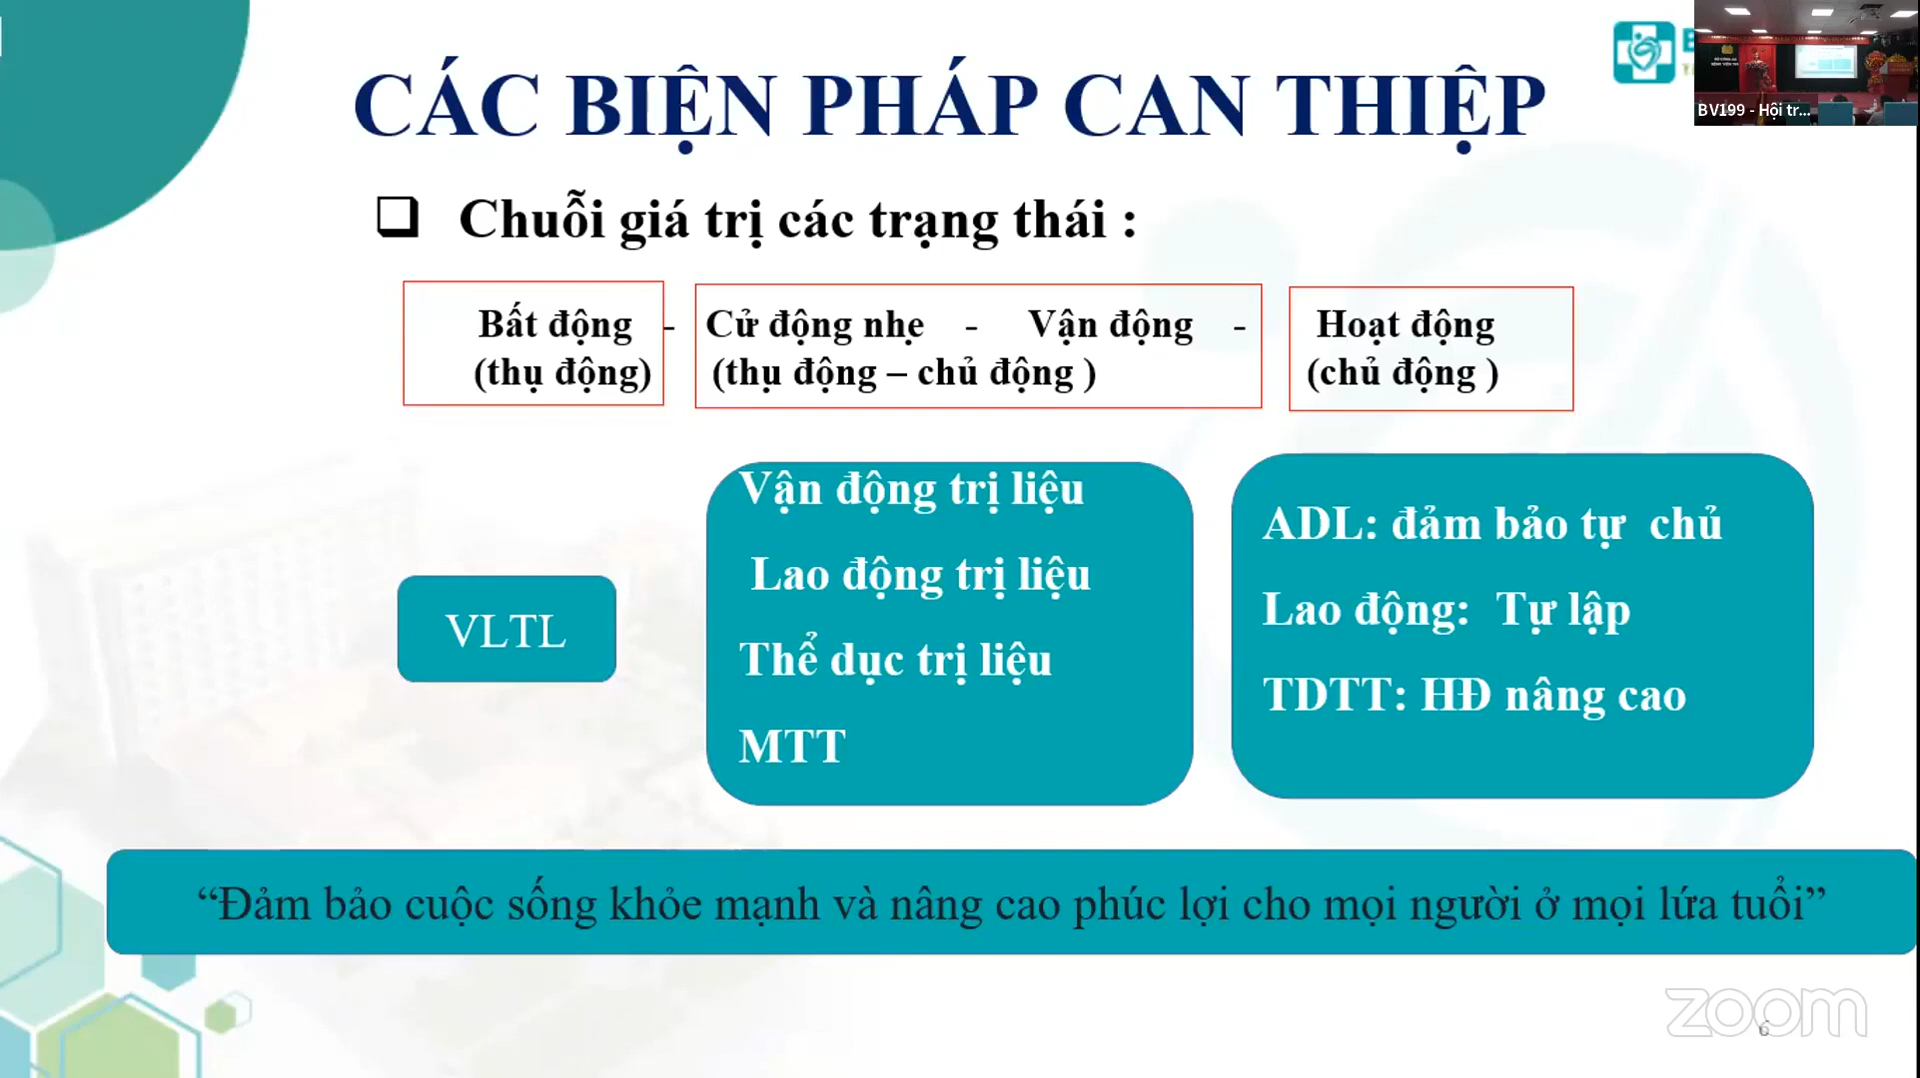 CÁC BIỆN PHÁP CAN THIỆP
BV199 - Hội tr...
Chuỗi giá trị các trạng thái :
Bất động - Cử động nhẹ - Vận động - Hoạt động
(thụ động) (thụ động – chủ động ) (chủ động )
VLTL
Vận động trị liệu
Lao động trị liệu
Thể dục trị liệu
MTT
ADL: đảm bảo tự chủ
Lao động: Tự lập
TDTT: HĐ nâng cao
“Đảm bảo cuộc sống khỏe mạnh và nâng cao phúc lợi cho mọi người ở mọi lứa tuổi”
zoom
6